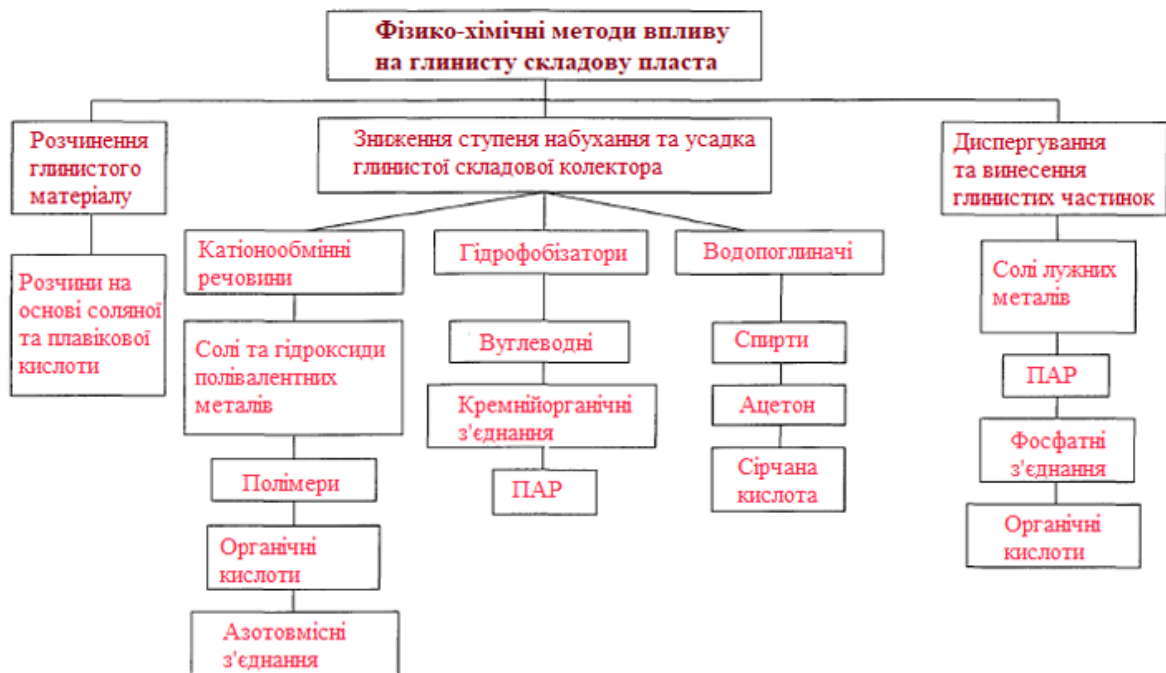 Фізико-хімічні методи впливу
на глинисту складову пласта
Розчинення
глинистого
матеріалу
Зниження ступеня набухання та усадка
глинистої складової колектора
Диспергування
та винесення
глинистих частинок
Розчини на
основі соляної
та плавікової
кислоти
Катіонообмінні
речовини
Солі та гідроксиди
полівалентних
металів
Полімери
Органічні
кислоти
Азотовмісні
з'єднання
Гідрофобізатори
Вуглеводні
Кремнійорганічні
з'єднання
ПАР
Водопоглиначі
Спирти
Ацетон
Сірчана
кислота
Солі лужних
металів
ПАР
Фосфатні
з'єднання
Органічні
кислоти